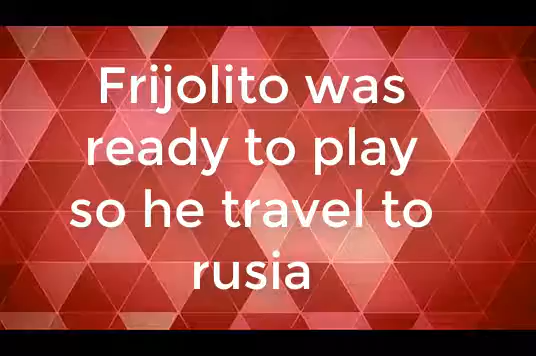 Frijolito was
ready to play
so he travel to
rusia